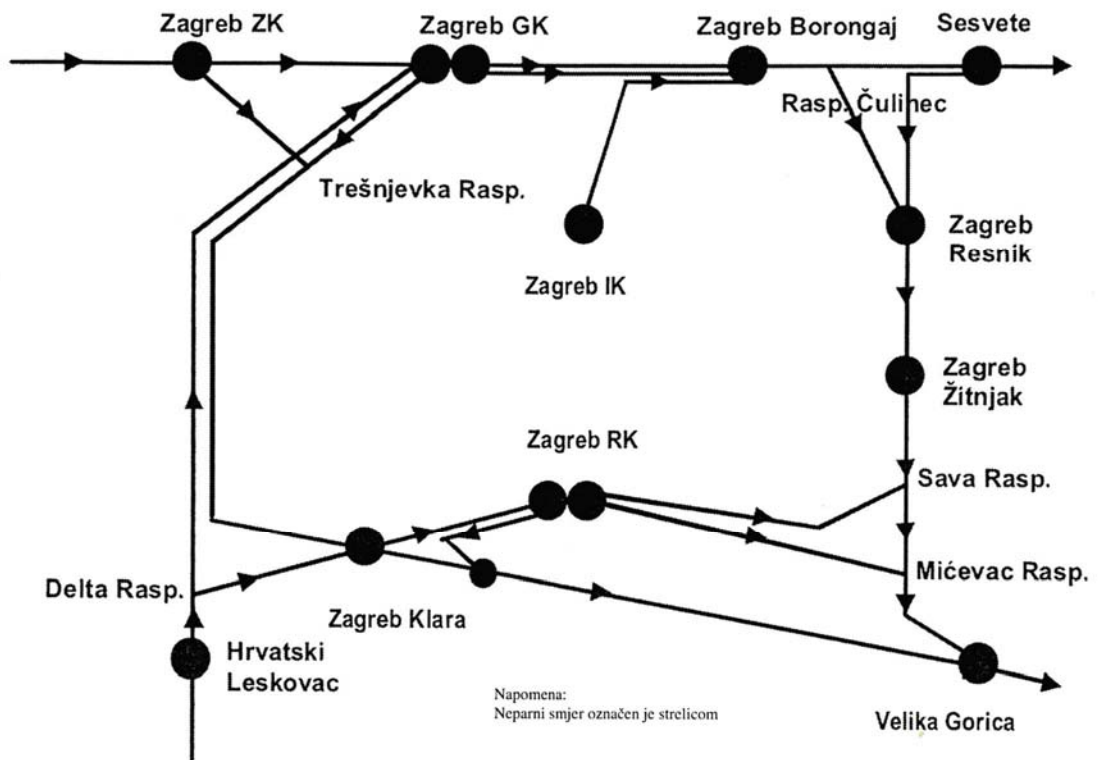 Zagreb ZK
Zagreb GK
Zagreb Borongaj
Sesvete
Rasp. Čulinec
Trešnjevka Rasp.
Zagreb
Resnik
Zagreb IK
Zagreb
Žitnjak
Zagreb RK
Sava Rasp.
Delta Rasp.
Mićevac Rasp.
Zagreb Klara
Hrvatski
Leskovac
Napomena:
Neparni smjer označen je strelicom
Velika Gorica